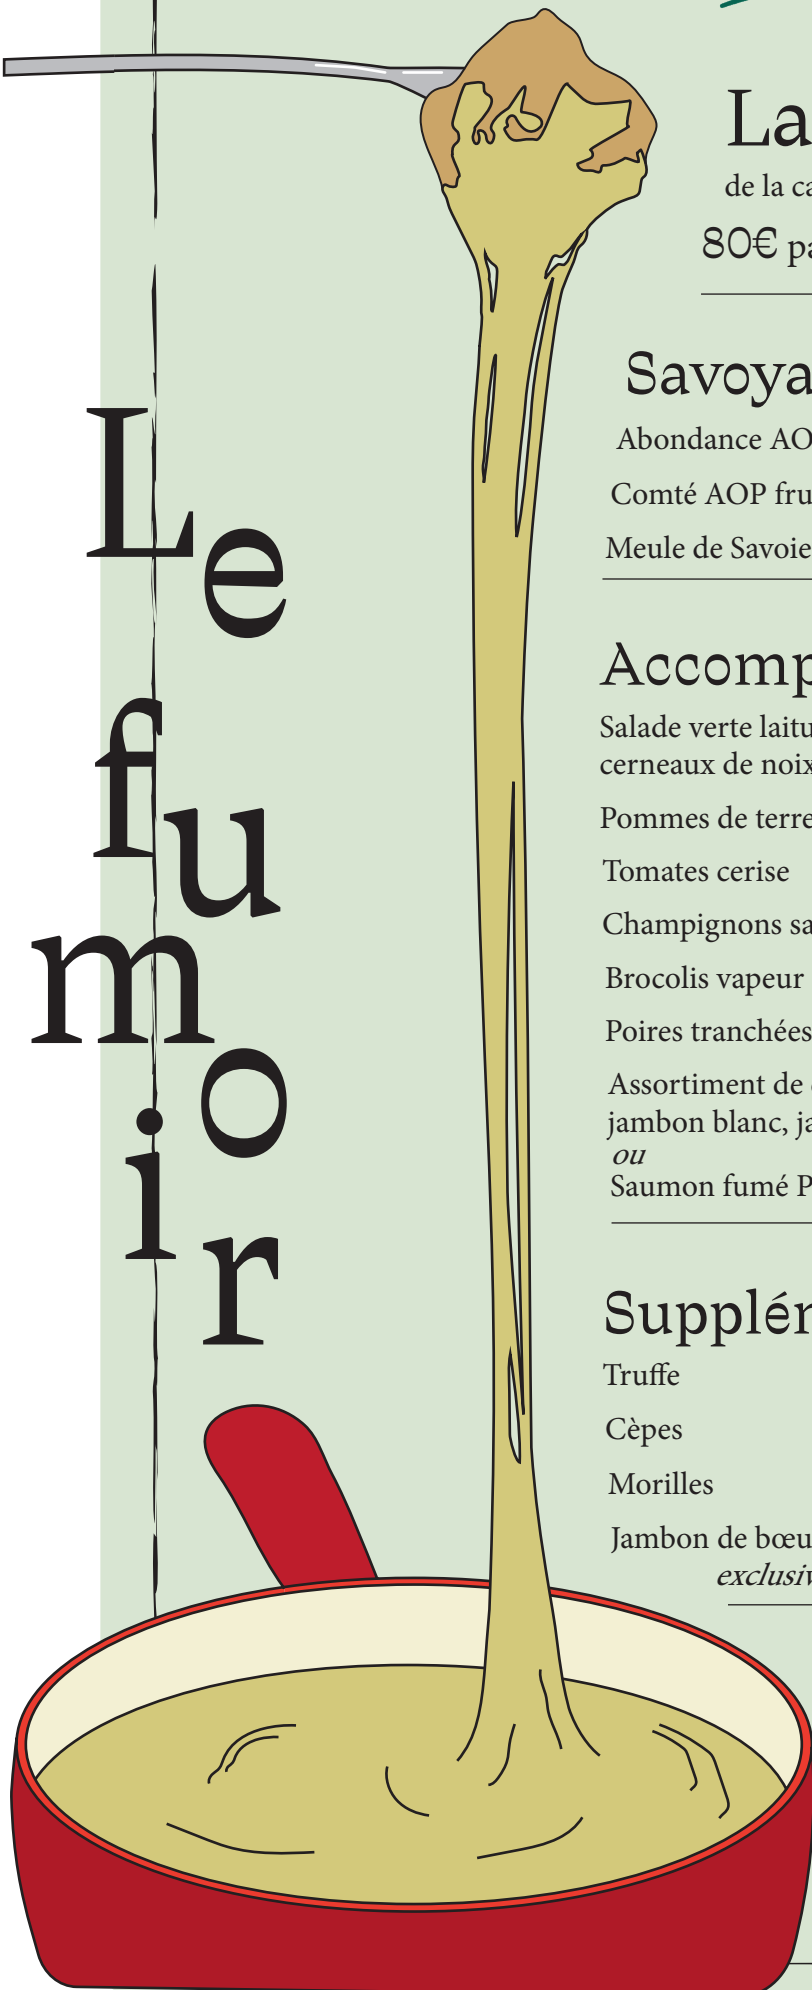 Le
fumoir
La
de la ca
80€ pa
Savoya
Abondance AO
Comté AOP fru
Meule de Savoie
Accomp
Salade verte laitu
cerneaux de noix
Pommes de terre
Tomates cerise
Champignons sa
Brocolis vapeur
Poires tranchées
Assortiment de
jambon blanc, ja
ou
Saumon fumé P
Supplém
Truffe
Cèpes
Morilles
Jambon de bœu
exclusiv